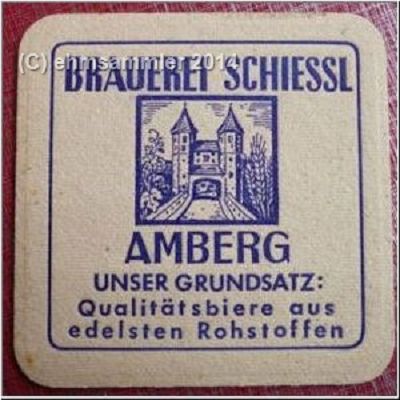 (C) ehmsammler 2014
BRAUEREI SCHIESSL
AMBERG
UNSER GRUNDSATZ:
Qualitätsbiere aus
edelsten Rohstoffen